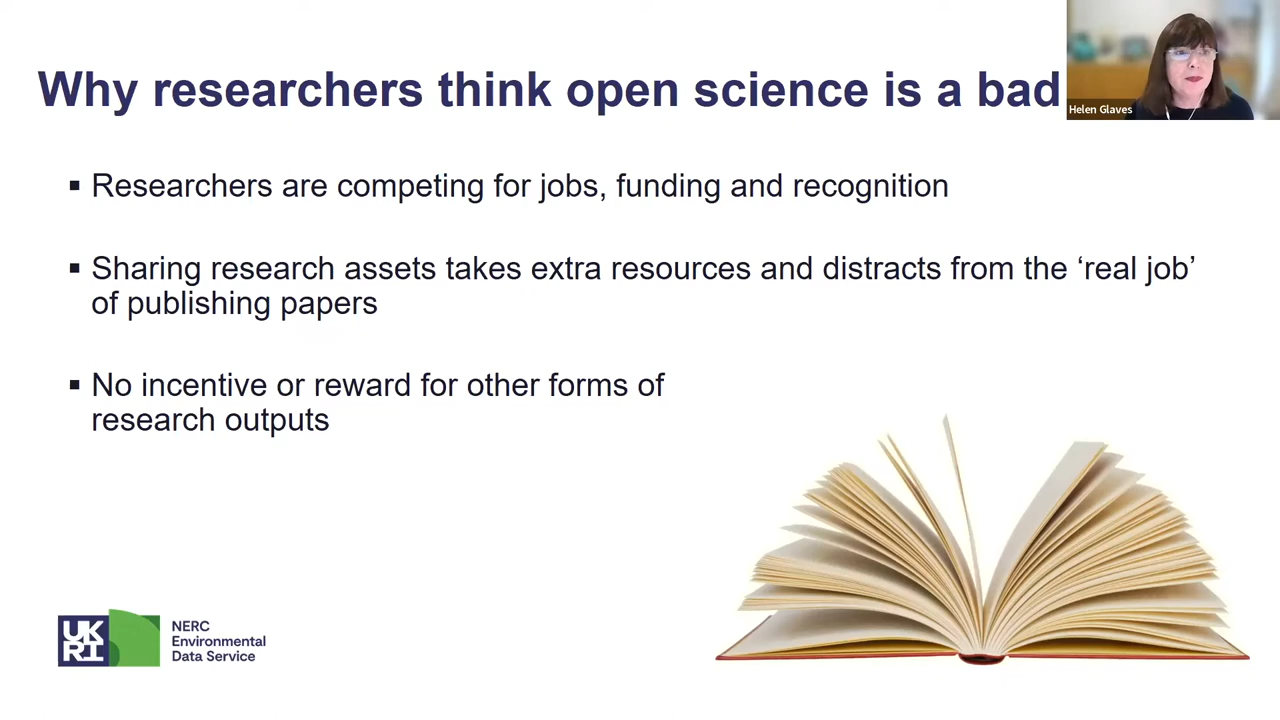 Why researchers think open science is a bad
Helen Glaves
▪ Researchers are competing for jobs, funding and recognition
▪ Sharing research assets takes extra resources and distracts from the ‘real job’
of publishing papers
▪ No incentive or reward for other forms of
research outputs
UK
RI
NERC
Environmental
Data Service